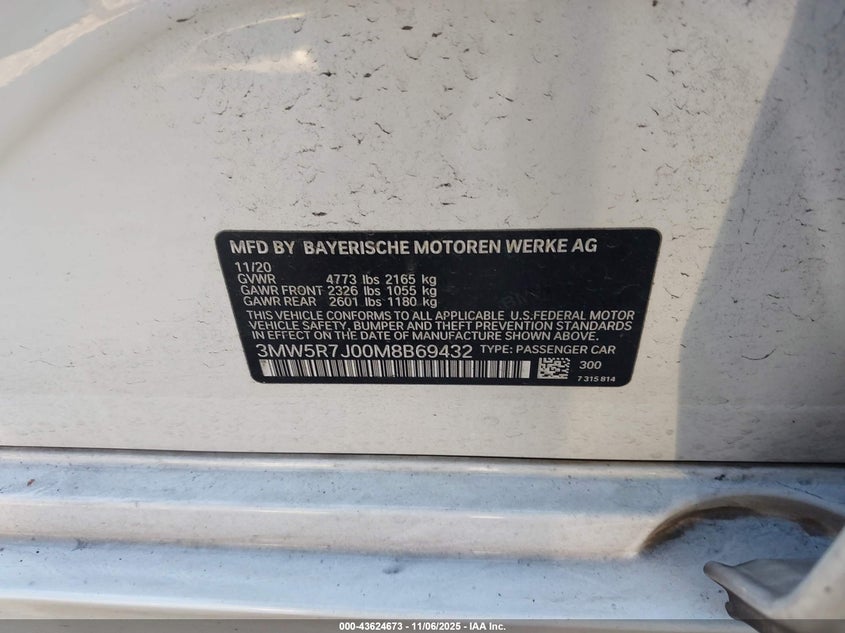 MFD BY BAYERISCHE MOTOREN WERKE AG
11/20
GVWR 4773 lbs 2165 kg
GAWR FRONT 2326 lbs 1055 kg
GAWR REAR 2601 lbs 1180 kg
THIS VEHICLE CONFORMS TO ALL APPLICABLE U.S.FEDERAL MOTOR
VEHICLE SAFETY, BUMPER AND THEFT PREVENTION STANDARDS
IN EFFECT ON THE DATE OF MANUFACTURE SHOWN ABOVE.
3MW5R7J00M8B69432 TYPE: PASSENGER CAR
300
7 315 814
000-43624673 - 11/06/2025 - IAA Inc.